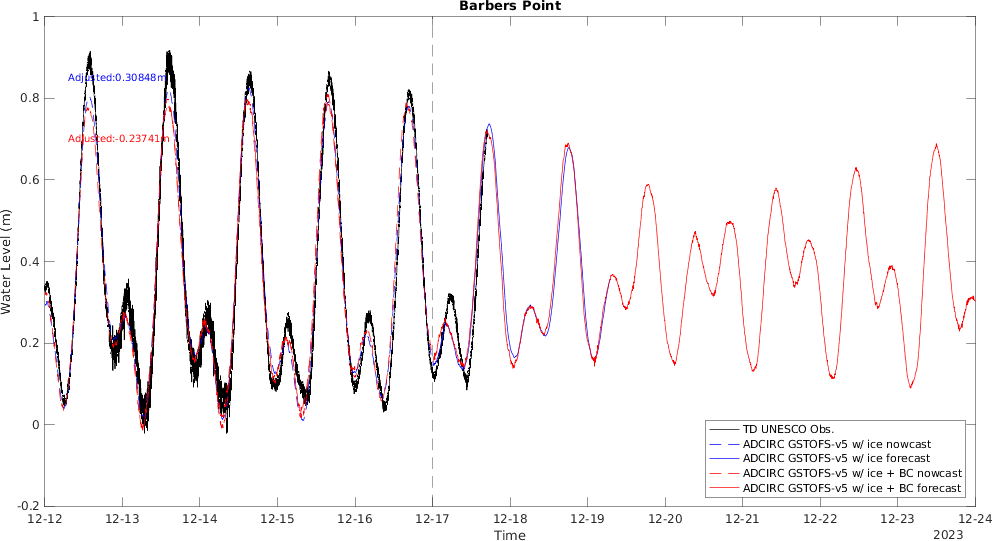 Barbers Point
1
0.8
0.6
0.4
0.2
0
-0.2
Water Level (m)
Adjusted:0.30848m
Adjusted:-0.23741m
TD UNESCO Obs.
ADCIRC GSTOFS-v5 w/ ice nowcast
ADCIRC GSTOFS-v5 w/ ice forecast
ADCIRC GSTOFS-v5 w/ ice + BC nowcast
ADCIRC GSTOFS-v5 w/ ice + BC forecast
12-12 12-13 12-14 12-15 12-16 12-17 12-18 12-19 12-20 12-21 12-22 12-23 12-24
Time
2023